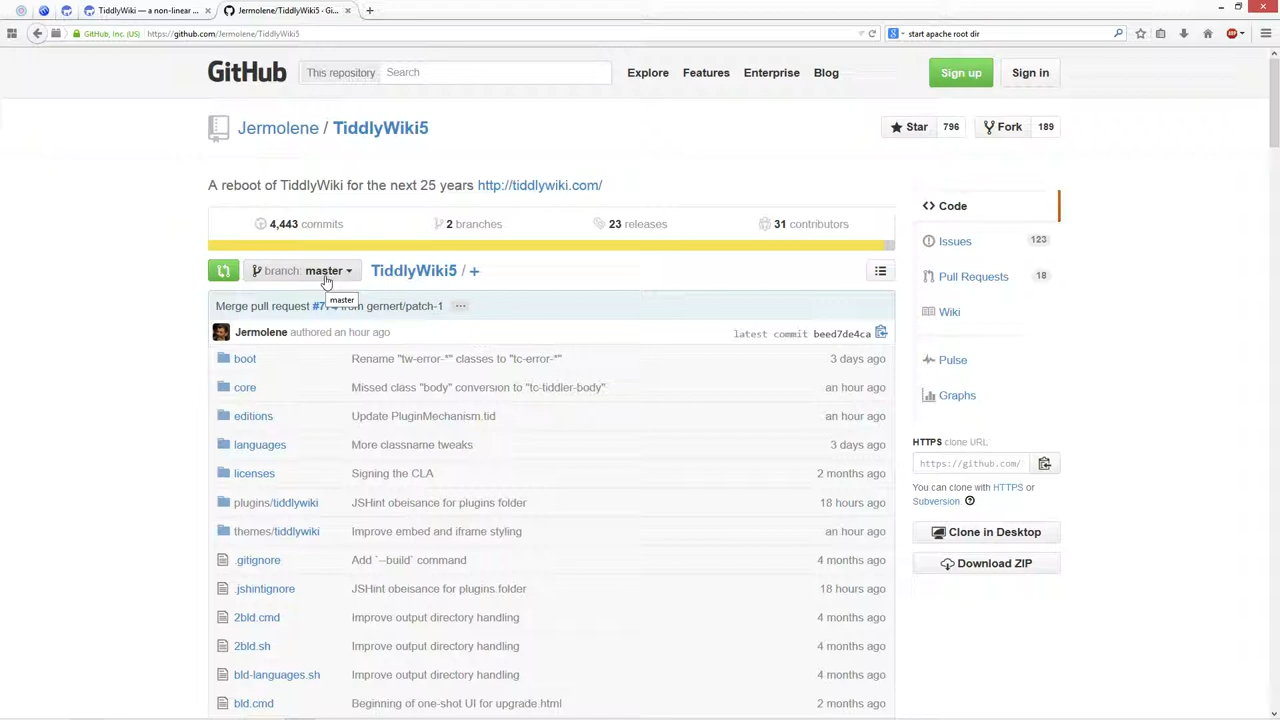 TiddlyWiki — a non-linear ... × Jermolene/TiddlyWiki5 · Gi... × +
GitHub, Inc. (US) https://github.com/Jermolene/TiddlyWiki5 start apache root dir
GitHub This repository Search Explore Features Enterprise Blog Sign up Sign in
Jermolene / TiddlyWiki5 Star 796 Fork 189
A reboot of TiddlyWiki for the next 25 years http://tiddlywiki.com/
4,443 commits 2 branches 23 releases 31 contributors
branch: master TiddlyWiki5 / +
master
Merge pull request from gernert/patch-1 ...
Jermolene authored an hour ago latest commit beed7de4ca
boot Rename "tw-error-*" classes to "tc-error-*" 3 days ago
core Missed class "body" conversion to "tc-tiddler-body" an hour ago
editions Update PluginMechanism.tid an hour ago
languages More classname tweaks 3 days ago
licenses Signing the CLA 2 months ago
plugins/tiddlywiki JSHint obeisance for plugins folder 18 hours ago
themes/tiddlywiki Improve embed and iframe styling an hour ago
.gitignore Add `--build` command 4 months ago
.jshintignore JSHint obeisance for plugins folder 18 hours ago
2bld.cmd Improve output directory handling 4 months ago
2bld.sh Improve output directory handling 4 months ago
bld-languages.sh Improve output directory handling 4 months ago
bld.cmd Beginning of one-shot UI for upgrade.html 2 months ago
<> Code
Issues 123
Pull Requests 18
Wiki
Pulse
Graphs
HTTPS clone URL
https://github.com/
You can clone with HTTPS or
Subversion.
Clone in Desktop
Download ZIP